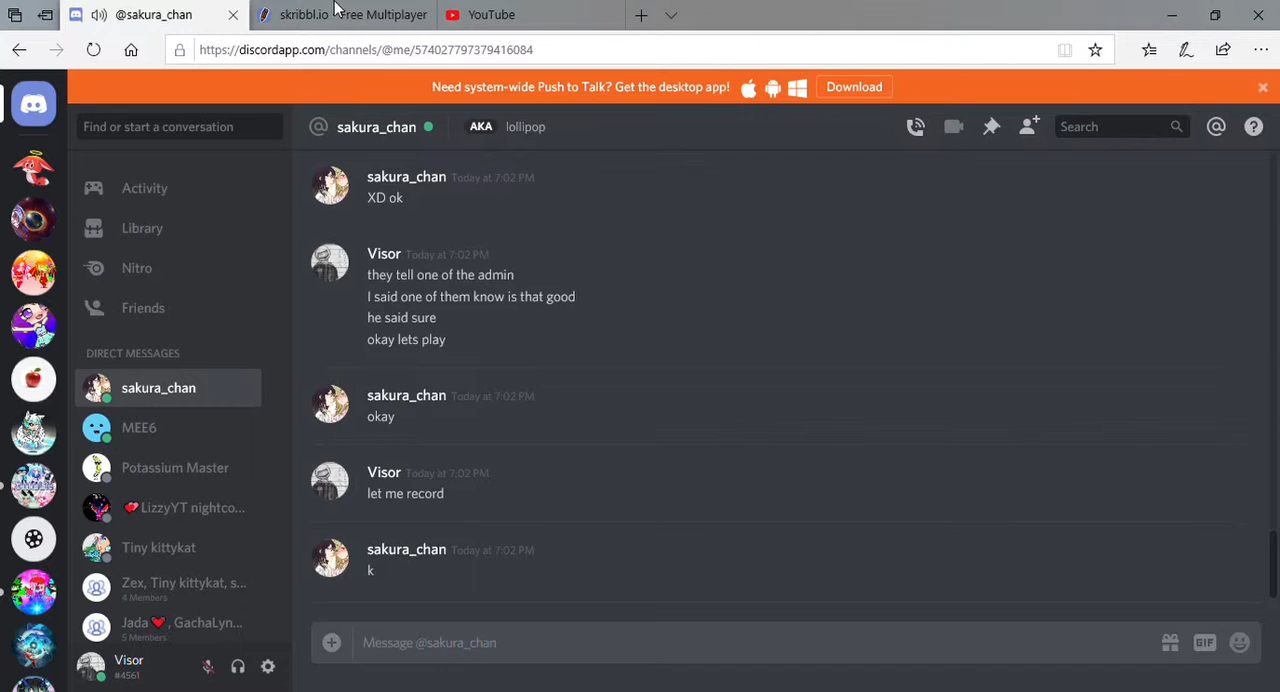 @sakura_chan
skribbl.io - Free Multiplayer
YouTube
https://discordapp.com/channels/@me/574027797379416084
Need system-wide Push to Talk? Get the desktop app!
Download
Find or start a conversation
sakura_chan
AKA
lollipop
Search
Activity
Library
Nitro
Friends
DIRECT MESSAGES
sakura_chan
MEE6
Potassium Master
LizzyYT nightco...
Tiny kittykat
Zex, Tiny kittykat, s...
4 Members
Jada❤️, GachaLyn...
5 Members
Visor
#4561
sakura_chan Today at 7:02 PM
XD ok
Visor Today at 7:02 PM
they tell one of the admin
I said one of them know is that good
he said sure
okay lets play
sakura_chan Today at 7:02 PM
okay
Visor Today at 7:02 PM
let me record
sakura_chan Today at 7:02 PM
k
Message @sakura_chan
GIF